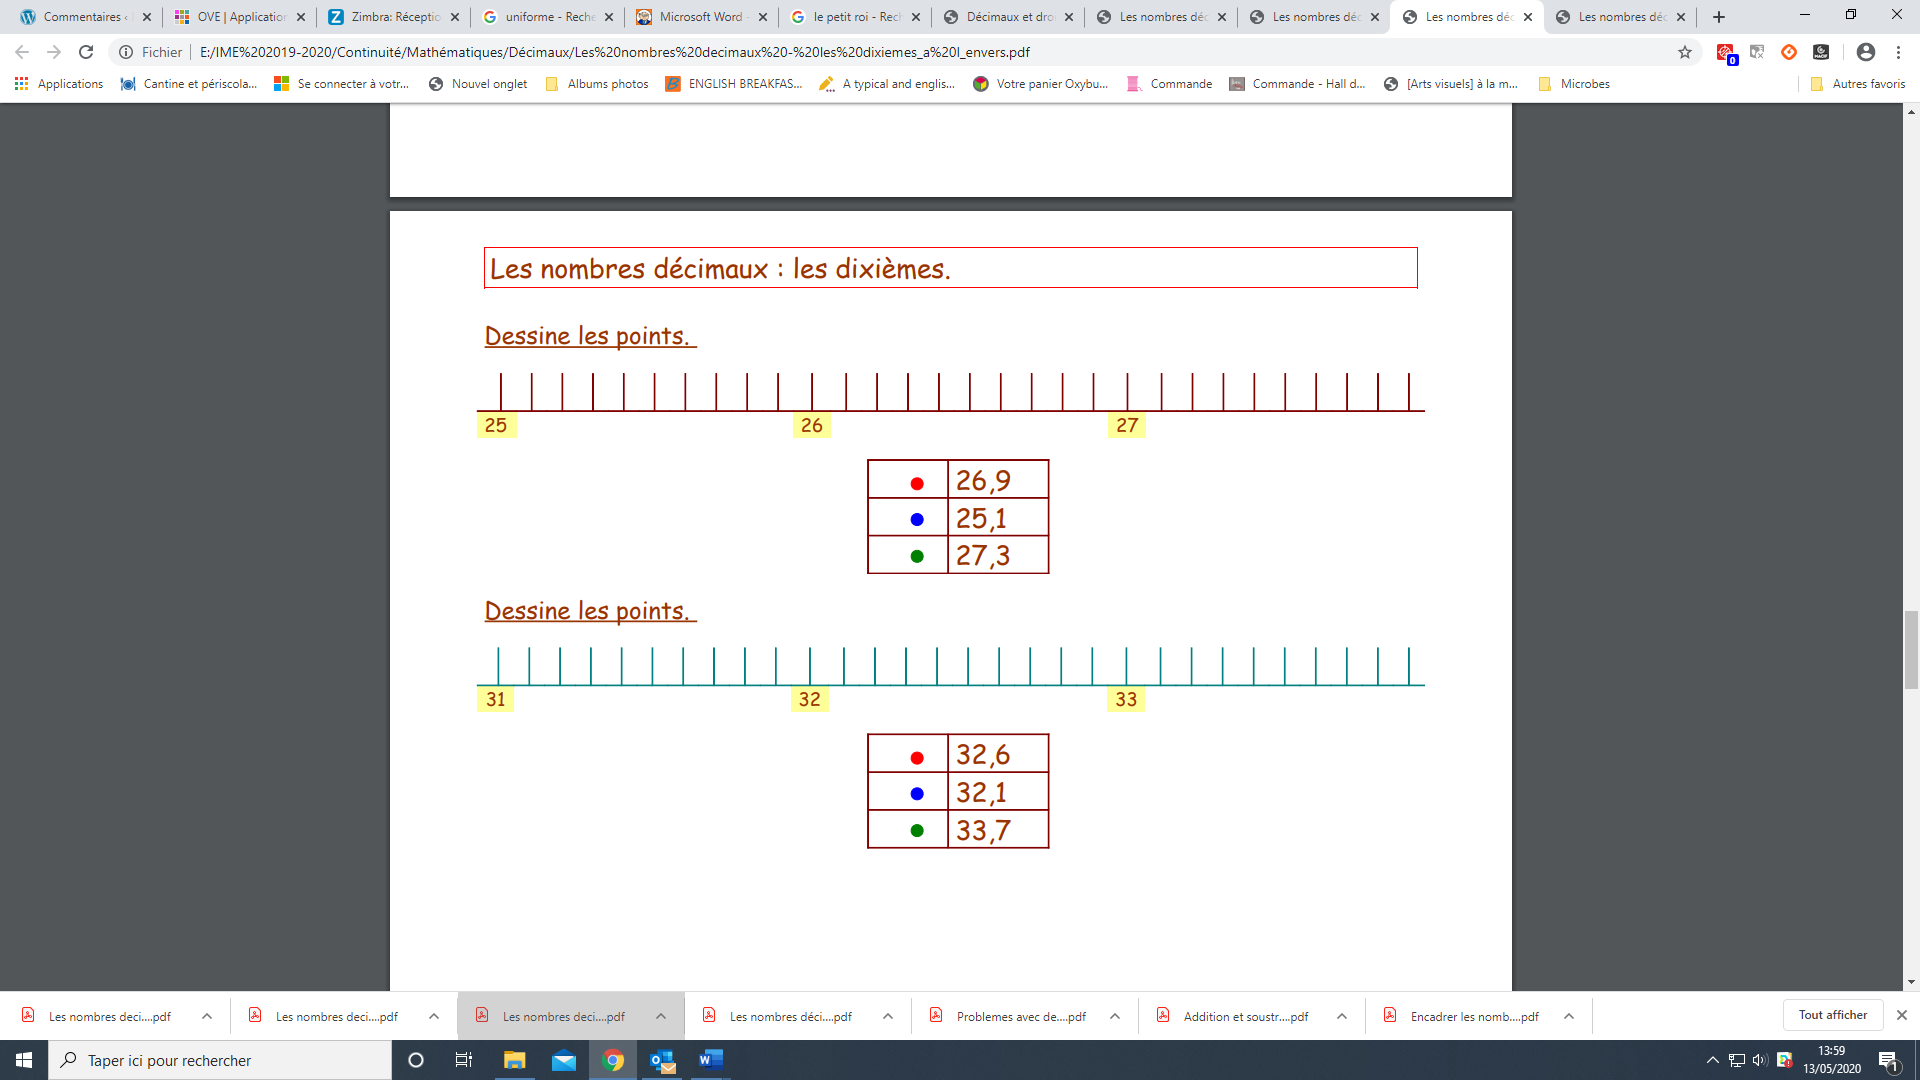 Commentaires ‹
OVE | Application
Zimbra: Réceptio
uniforme - Reche
Microsoft Word -
le petit roi - Rech
Décimaux et droi
Les nombres déc
Les nombres déc
Les nombres déc
Les nombres déc
Fichier
E:/IME%202019-2020/Continuité/Mathématiques/Décimaux/Les%20nombres%20decimaux%20-%20les%20dixiemes_a%20l_envers.pdf
0
Applications
Cantine et périscola...
Se connecter à votr...
Nouvel onglet
Albums photos
ENGLISH BREAKFAS...
A typical and englis...
Votre panier Oxybu...
Commande
Commande - Hall d...
[Arts visuels] à la m...
Microbes
Autres favoris
Les nombres décimaux : les dixièmes.
Dessine les points.
25 26 27
26,9
25,1
27,3
Dessine les points.
31 32 33
32,6
32,1
33,7
Les nombres deci....pdf
Les nombres deci....pdf
Les nombres deci....pdf
Les nombres déci....pdf
Problemes avec de....pdf
Addition et soustr....pdf
Encadrer les nomb....pdf
Tout afficher
Taper ici pour rechercher
13:59
13/05/2020
1